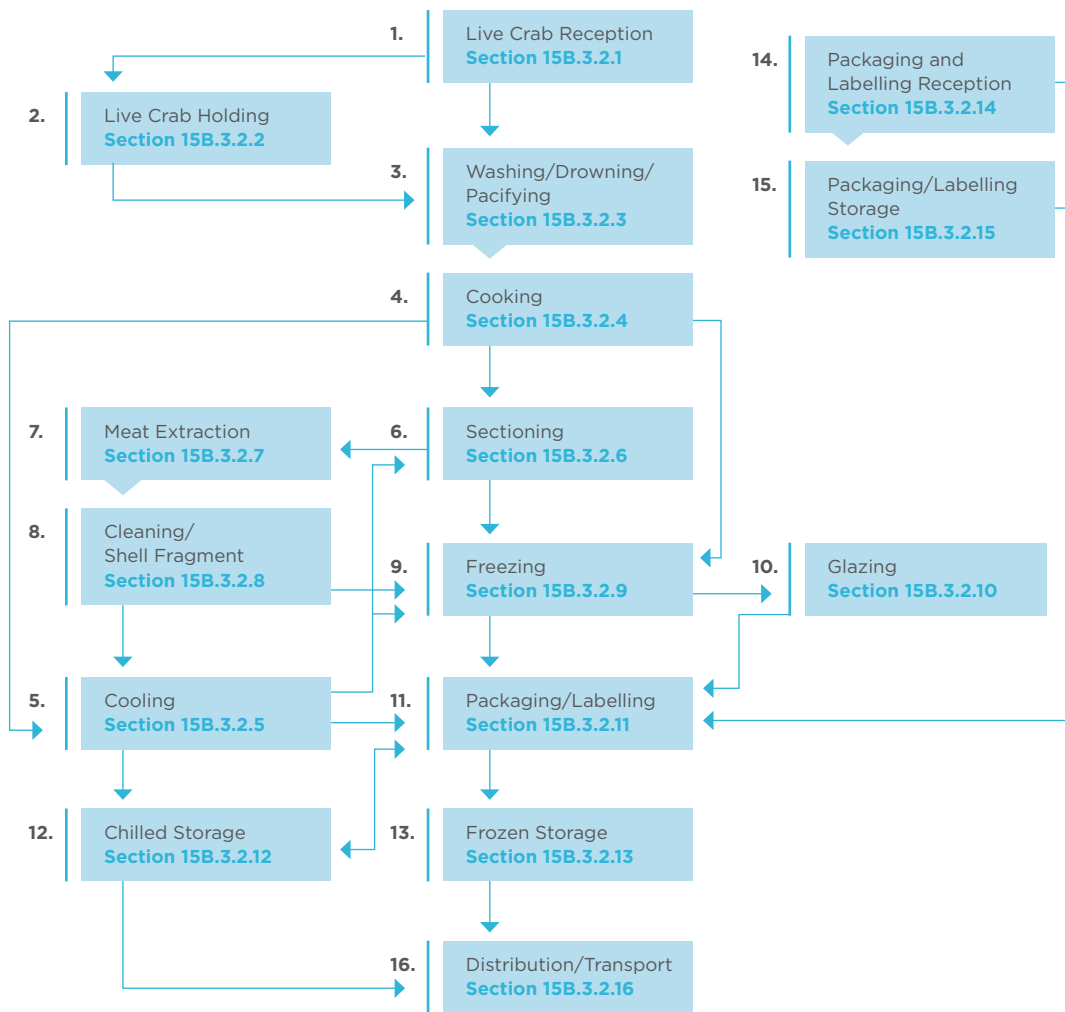 1.
Live Crab Reception
Section 15B.3.2.1
2.
Live Crab Holding
Section 15B.3.2.2
3.
Washing/Drowning/
Pacifying
Section 15B.3.2.3
14.
Packaging and
Labelling Reception
Section 15B.3.2.14
15.
Packaging/Labelling
Storage
Section 15B.3.2.15
4.
Cooking
Section 15B.3.2.4
7.
Meat Extraction
Section 15B.3.2.7
6.
Sectioning
Section 15B.3.2.6
8.
Cleaning/
Shell Fragment
Section 15B.3.2.8
9.
Freezing
Section 15B.3.2.9
10.
Glazing
Section 15B.3.2.10
5.
Cooling
Section 15B.3.2.5
11.
Packaging/Labelling
Section 15B.3.2.11
12.
Chilled Storage
Section 15B.3.2.12
13.
Frozen Storage
Section 15B.3.2.13
16.
Distribution/Transport
Section 15B.3.2.16